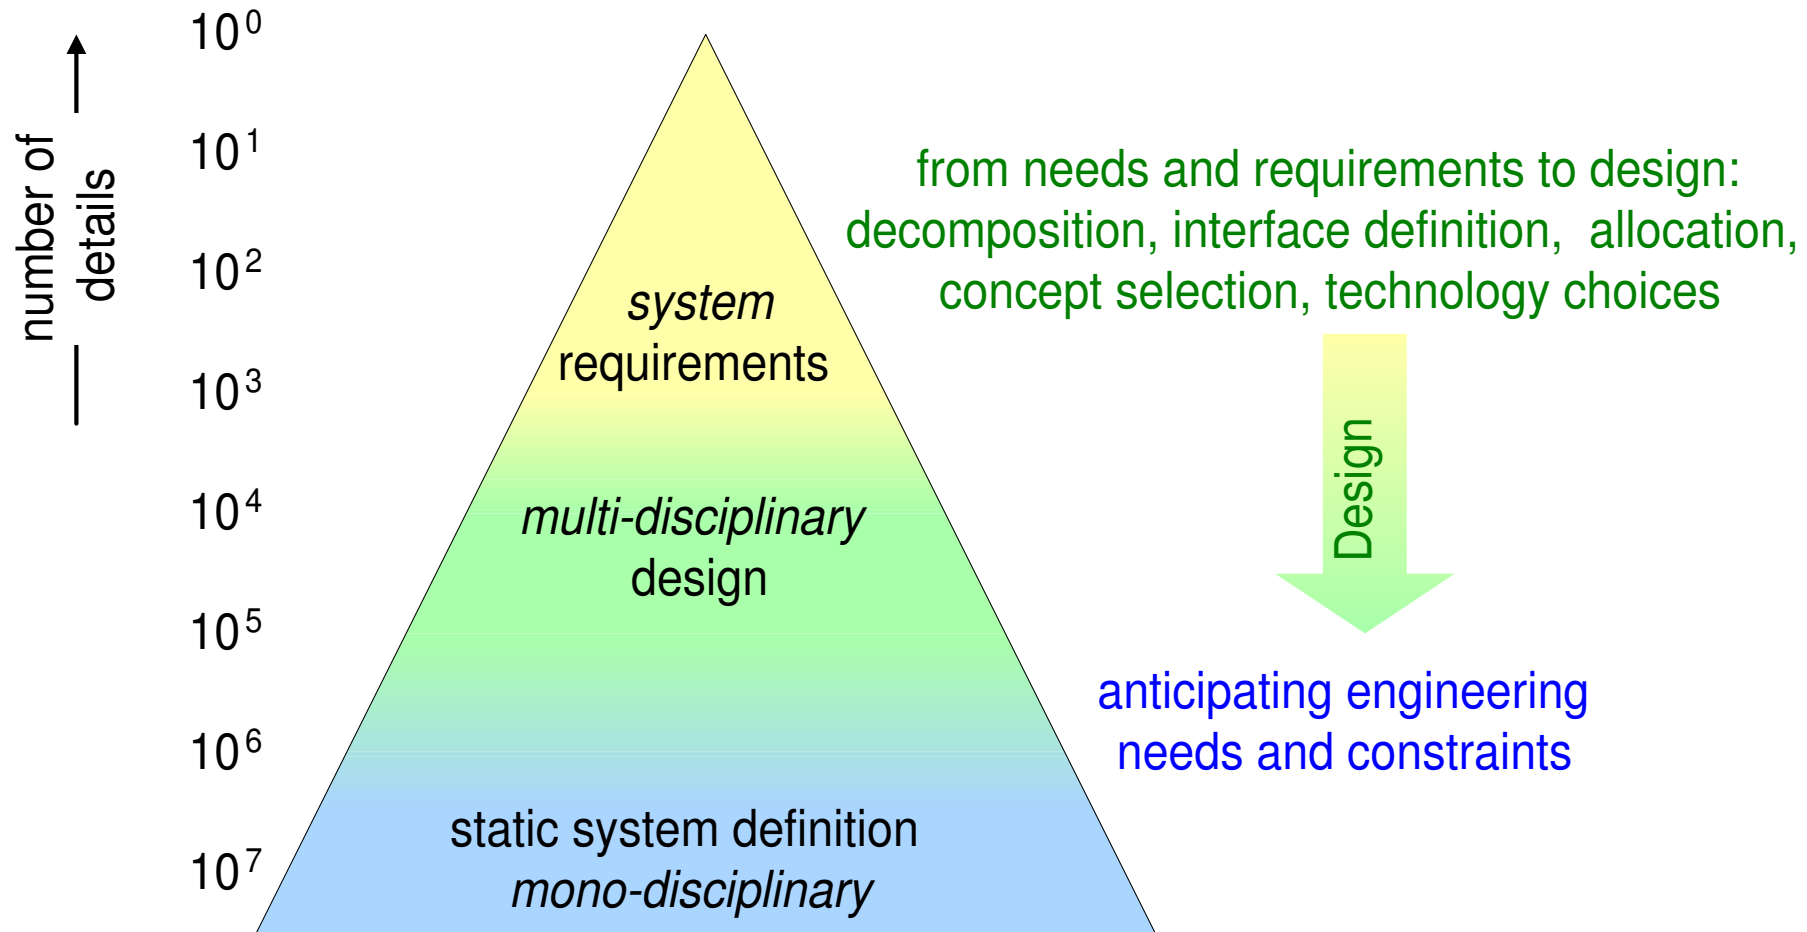 number of
details
10⁰
10¹
10²
10³
10⁴
10⁵
10⁶
10⁷
system
requirements
multi-disciplinary
design
static system definition
mono-disciplinary
from needs and requirements to design:
decomposition, interface definition, allocation,
concept selection, technology choices
Design
anticipating engineering
needs and constraints